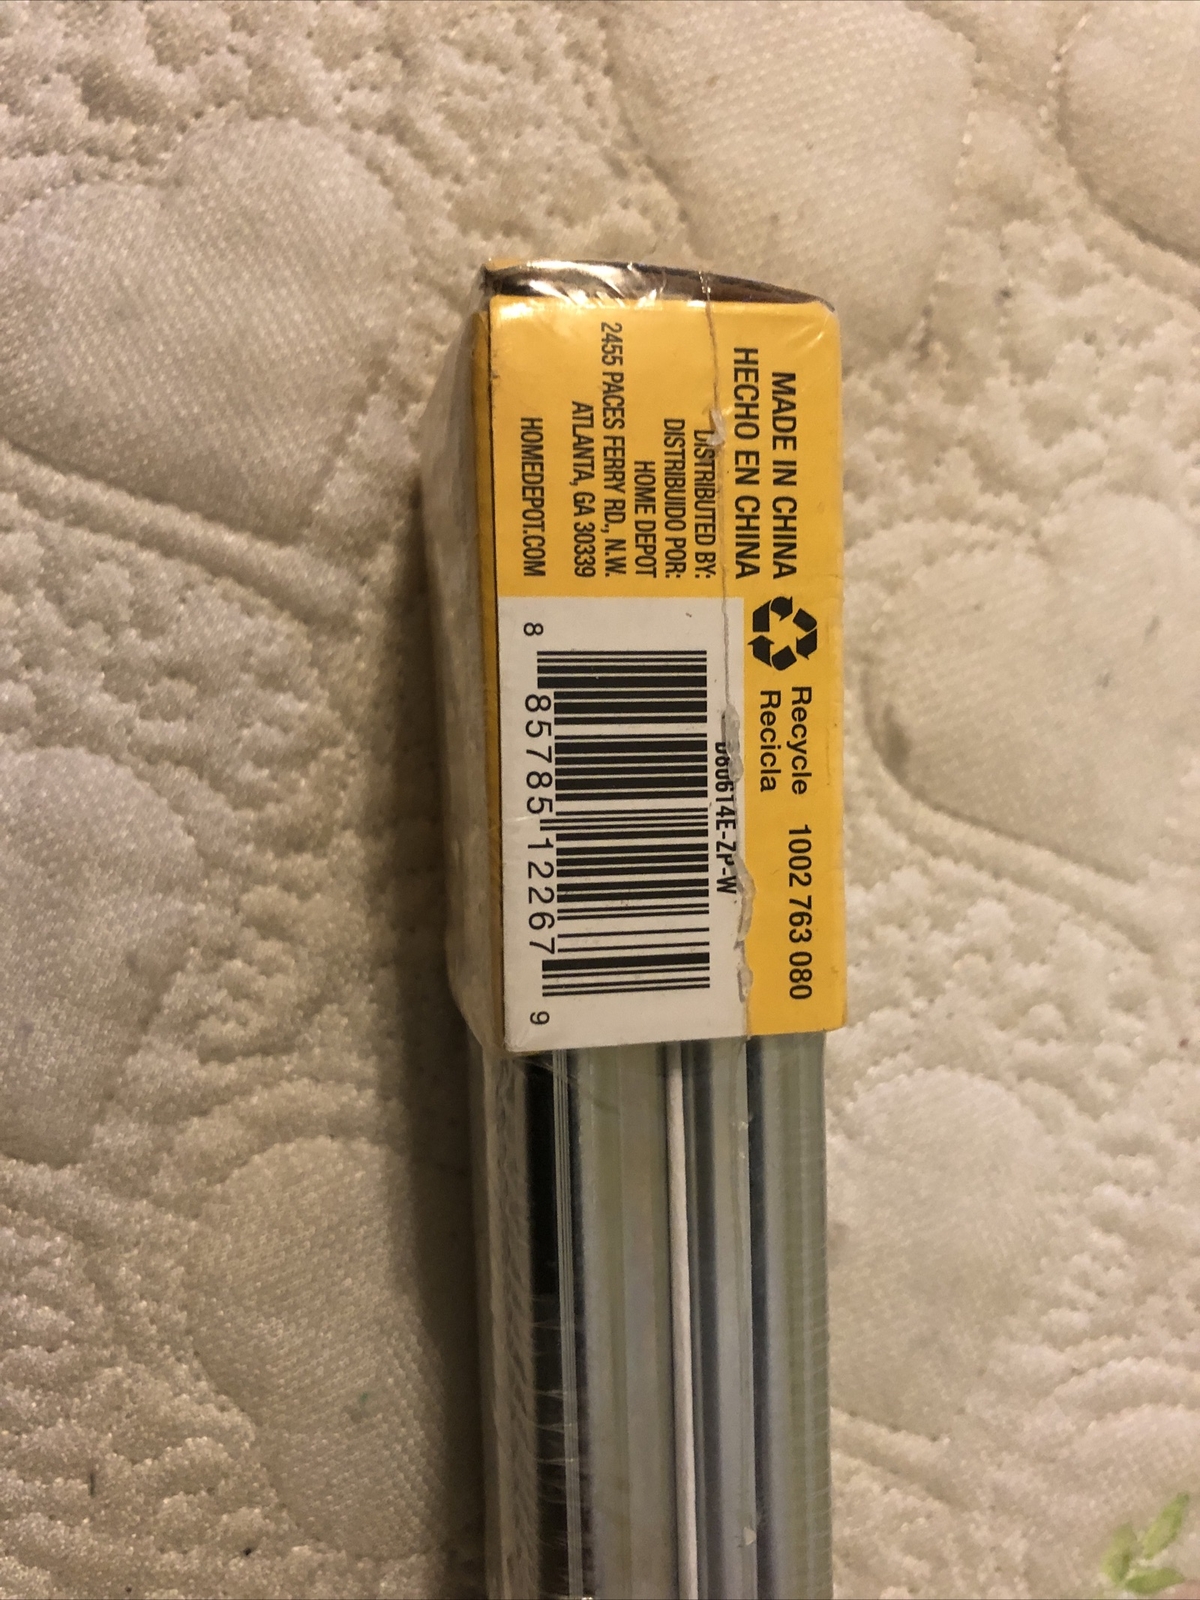 MADE IN CHINA
HECHO EN CHINA
DISTRIBUTED BY:
DISTRIBUIDO POR:
HOME DEPOT
2455 PACES FERRY RD., N.W.
ATLANTA, GA 30339
HOMEDEPOT.COM
Recycle 1002 763 080
Recicla
D60614E-ZP-W
8 85785 12267 9